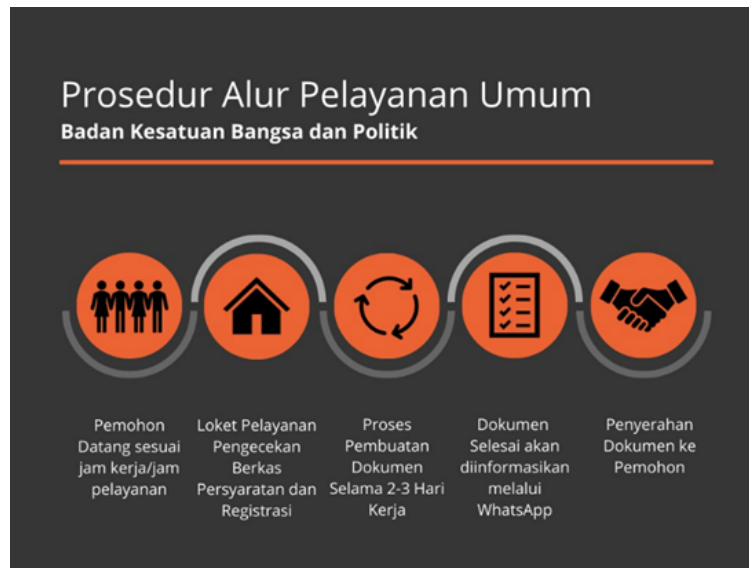 Prosedur Alur Pelayanan Umum
Badan Kesatuan Bangsa dan Politik
Pemohon
Datang sesuai
jam kerja/jam
pelayanan
Loket Pelayanan
Pengecekan
Berkas
Persyaratan dan
Registrasi
Proses
Pembuatan
Dokumen
Selama 2-3 Hari
Kerja
Dokumen
Selesai akan
diinformasikan
melalui
WhatsApp
Penyerahan
Dokumen ke
Pemohon